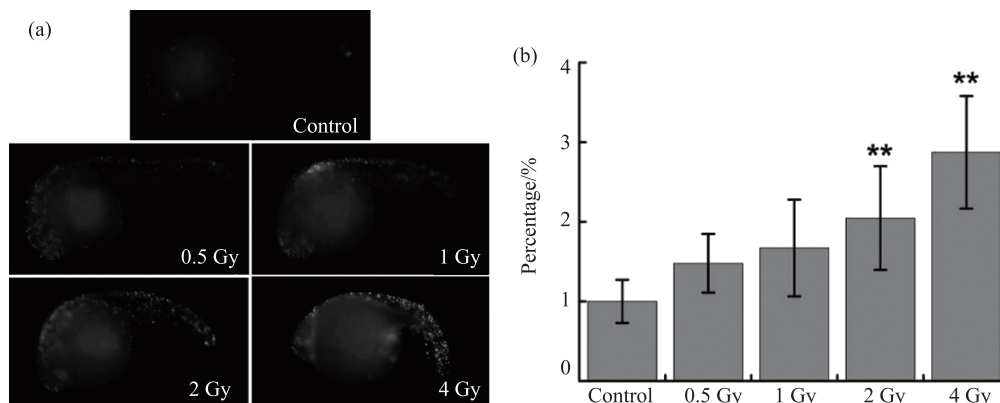 (a)
Control
0.5 Gy
1 Gy
2 Gy
4 Gy
(b)
Percentage/%
4
3
2
1
0
**
**
Control 0.5 Gy 1 Gy 2 Gy 4 Gy